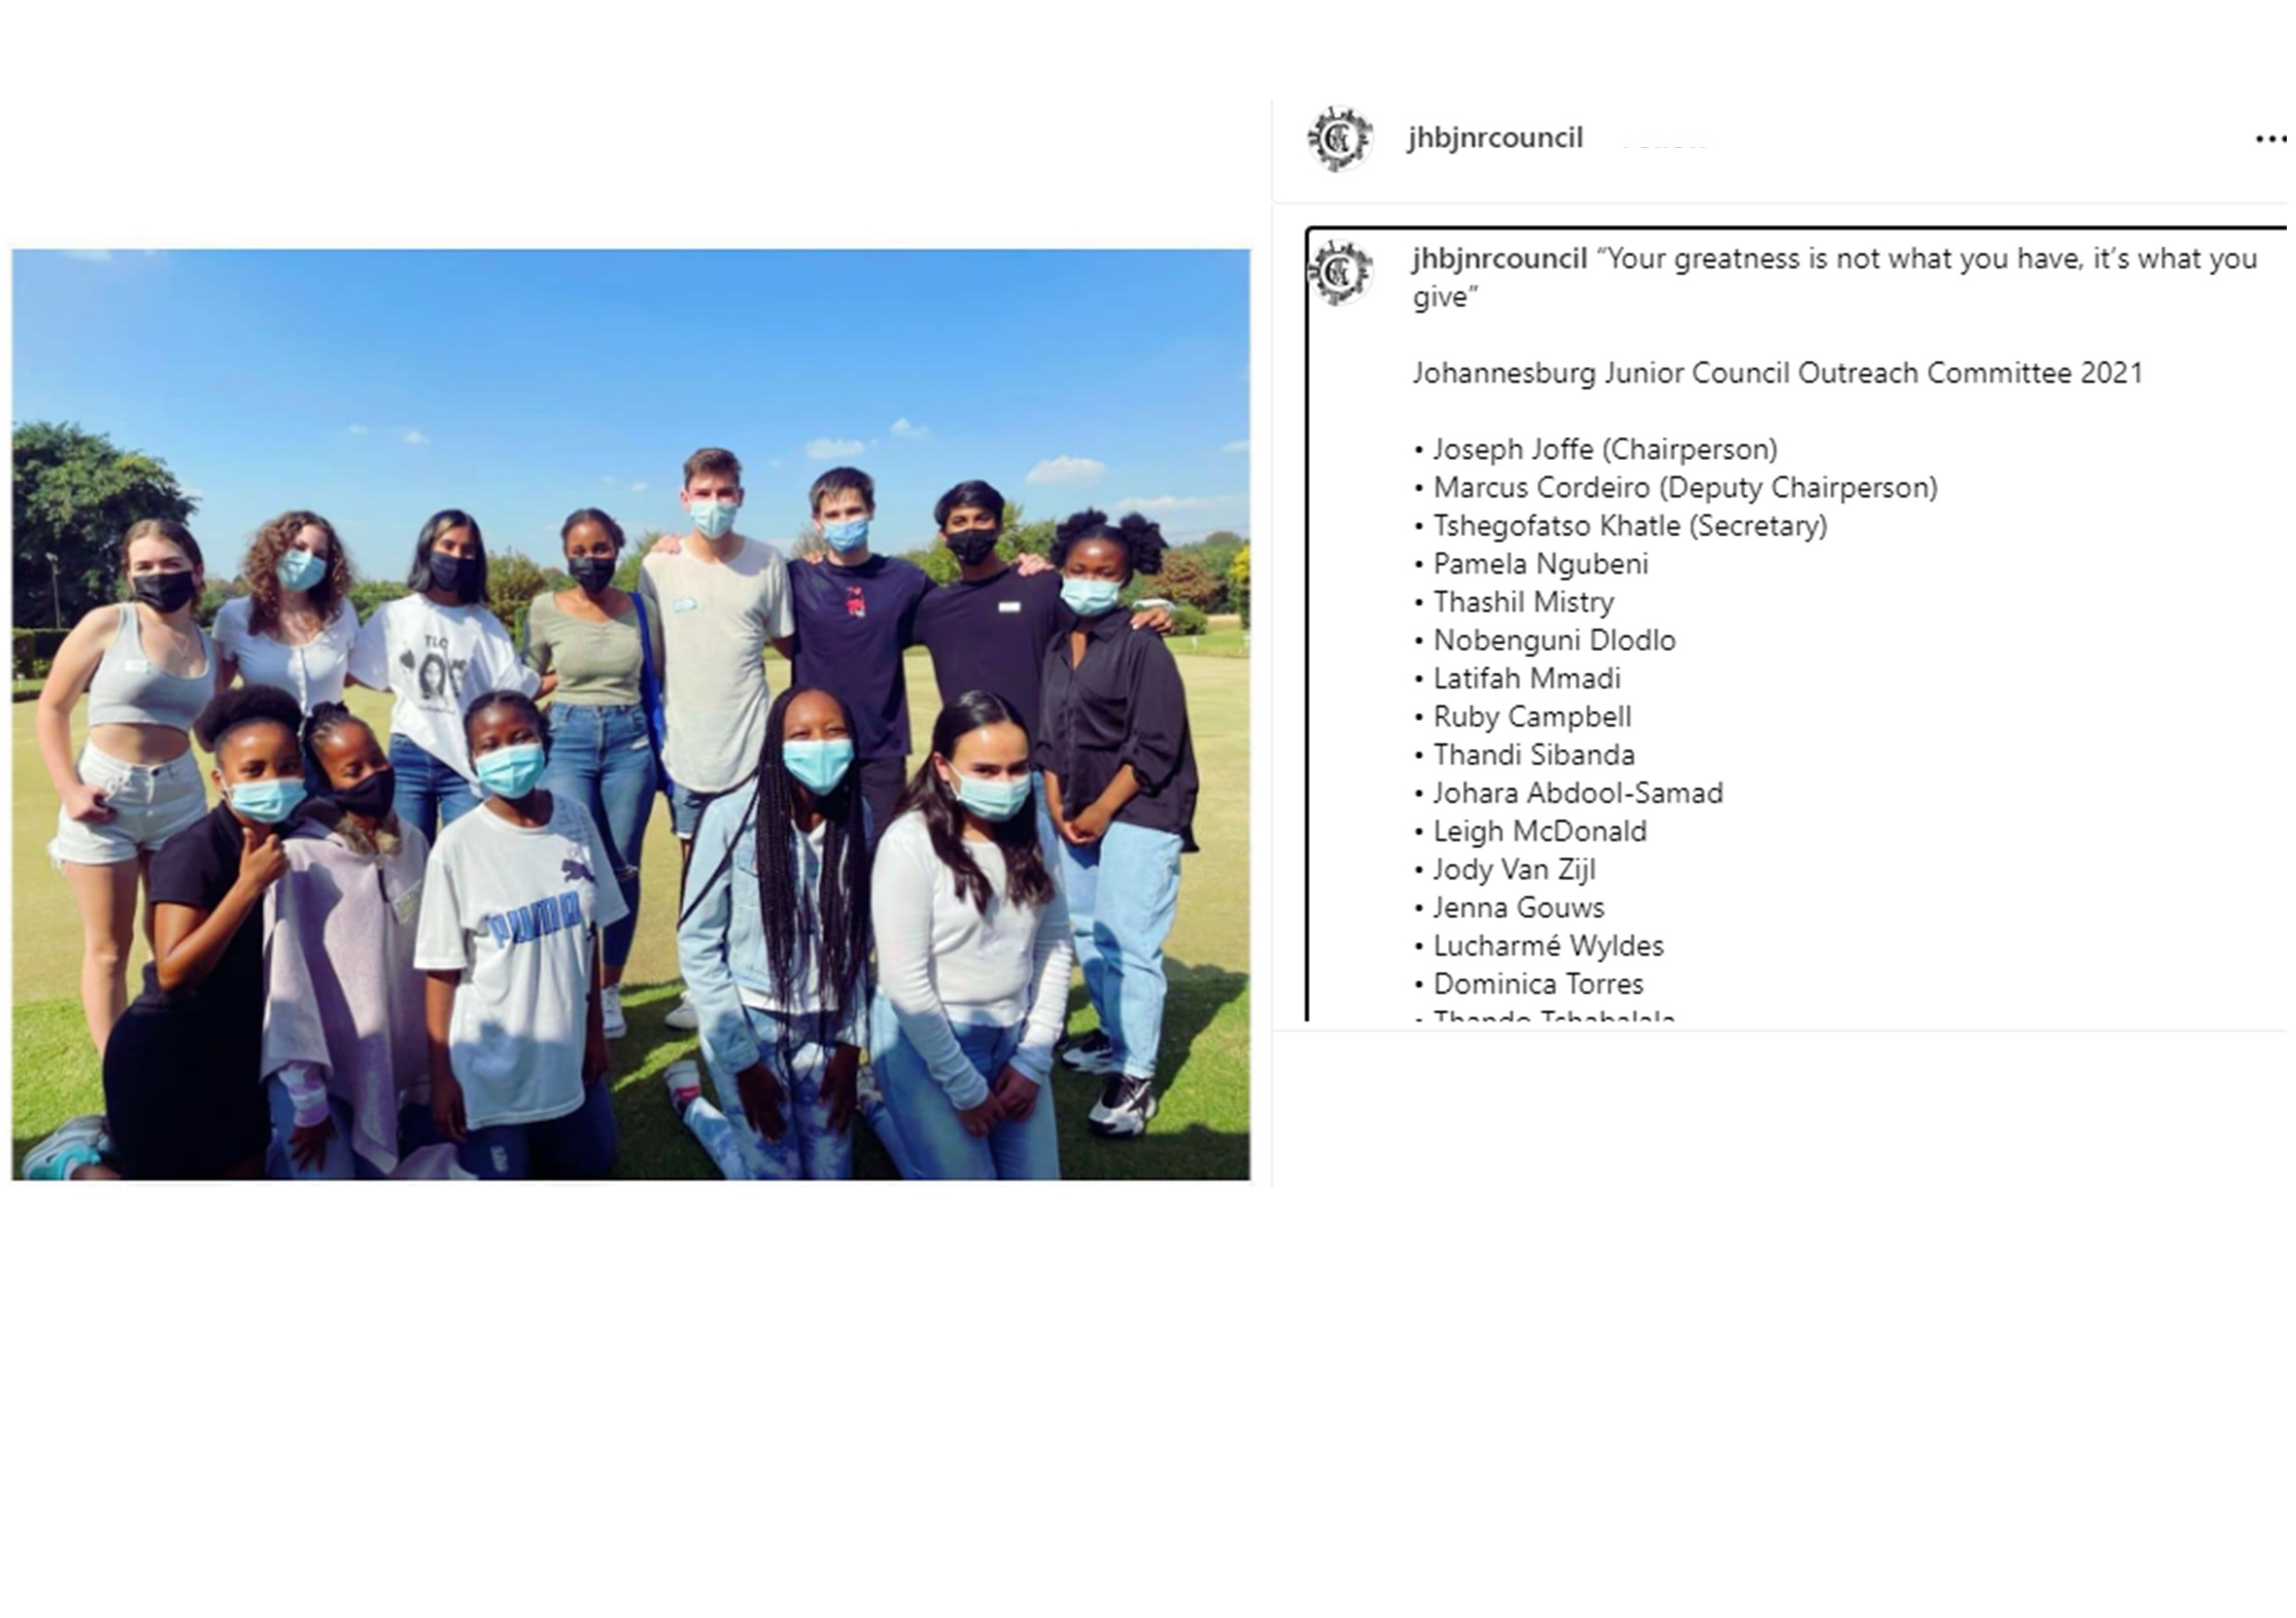 jhbjnrcouncil
jhbjnrcouncil “Your greatness is not what you have, it’s what you
give”
Johannesburg Junior Council Outreach Committee 2021
• Joseph Joffe (Chairperson)
• Marcus Cordeiro (Deputy Chairperson)
• Tshegofatso Khatle (Secretary)
• Pamela Ngubeni
• Thashil Mistry
• Nobenguni Dlodlo
• Latifah Mmadi
• Ruby Campbell
• Thandi Sibanda
• Johara Abdool-Samad
• Leigh McDonald
• Jody Van Zijl
• Jenna Gouws
• Lucharmé Wyldes
• Dominica Torres
• Thando Tshabalala
TLC
PUMA